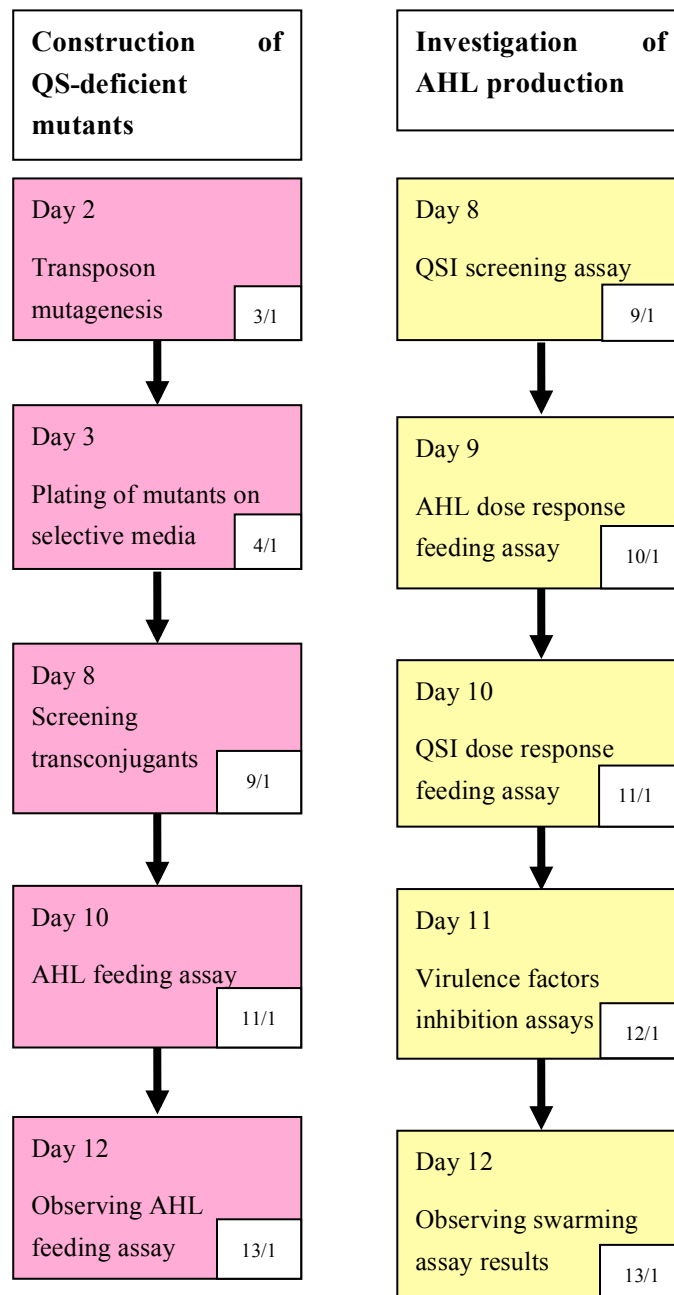 Construction of
QS-deficient
mutants
Day 2
Transposon
mutagenesis
3/1
Day 3
Plating of mutants on
selective media
4/1
Day 8
Screening
transconjugants
9/1
Day 10
AHL feeding assay
11/1
Day 12
Observing AHL
feeding assay
13/1
Investigation of
AHL production
Day 8
QSI screening assay
9/1
Day 9
AHL dose response
feeding assay
10/1
Day 10
QSI dose response
feeding assay
11/1
Day 11
Virulence factors
inhibition assays
12/1
Day 12
Observing swarming
assay results
13/1